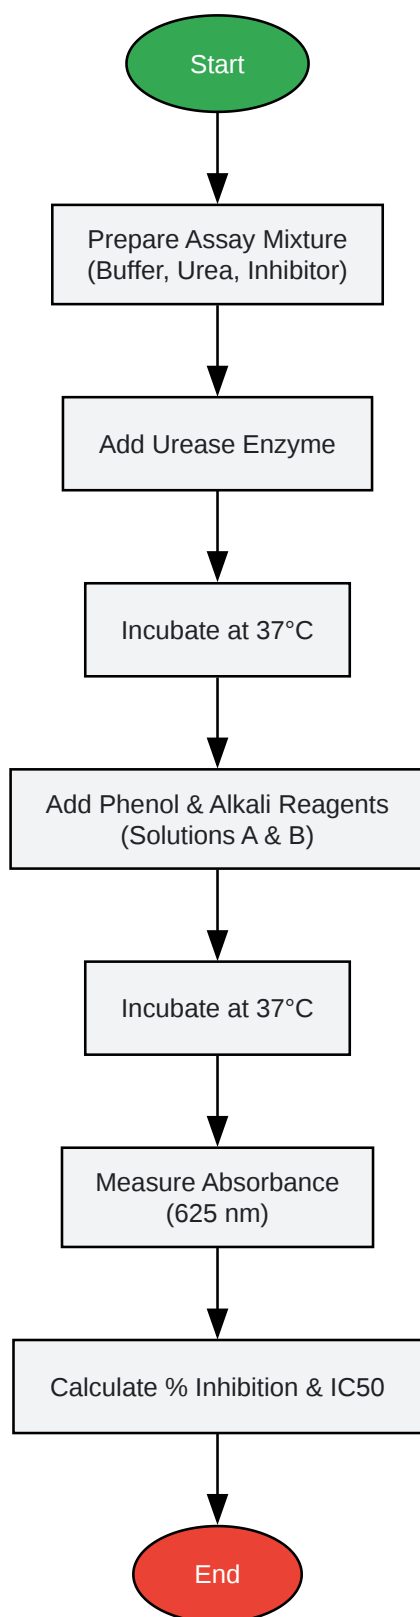 Start
Prepare Assay Mixture
(Buffer, Urea, Inhibitor)
Add Urease Enzyme
Incubate at 37°C
Add Phenol & Alkali Reagents
(Solutions A & B)
Incubate at 37°C
Measure Absorbance
(625 nm)
Calculate % Inhibition & IC50
End